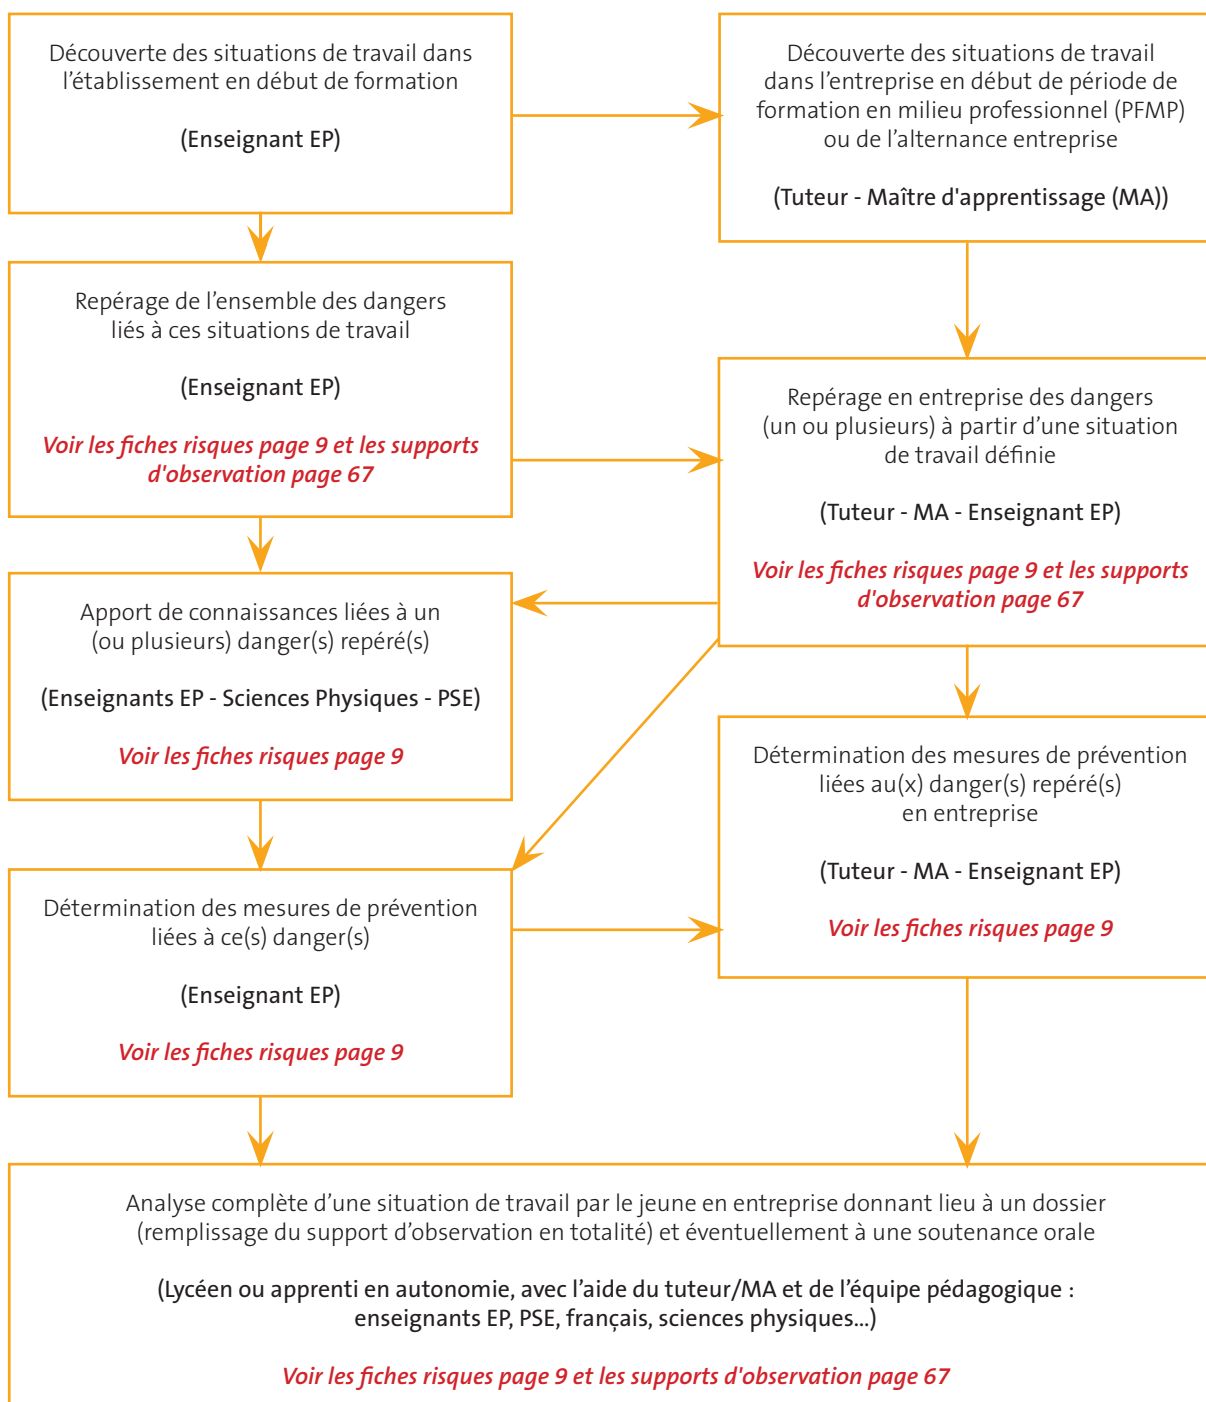 Découverte des situations de travail dans
l’établissement en début de formation
(Enseignant EP)
Découverte des situations de travail
dans l’entreprise en début de période de
formation en milieu professionnel (PFMP)
ou de l’alternance entreprise
(Tuteur - Maître d'apprentissage (MA))
Repérage de l’ensemble des dangers
liés à ces situations de travail
(Enseignant EP)
Voir les fiches risques page 9 et les supports
d'observation page 67
Repérage en entreprise des dangers
(un ou plusieurs) à partir d’une situation
de travail définie
(Tuteur - MA - Enseignant EP)
Voir les fiches risques page 9 et les supports
d'observation page 67
Apport de connaissances liées à un
(ou plusieurs) danger(s) repéré(s)
(Enseignants EP - Sciences Physiques - PSE)
Voir les fiches risques page 9
Détermination des mesures de prévention
liées au(x) danger(s) repéré(s)
en entreprise
(Tuteur - MA - Enseignant EP)
Voir les fiches risques page 9
Détermination des mesures de prévention
liées à ce(s) danger(s)
(Enseignant EP)
Voir les fiches risques page 9
Analyse complète d’une situation de travail par le jeune en entreprise donnant lieu à un dossier
(remplissage du support d’observation en totalité) et éventuellement à une soutenance orale
(Lycéen ou apprenti en autonomie, avec l’aide du tuteur/MA et de l’équipe pédagogique :
enseignants EP, PSE, français, sciences physiques…)
Voir les fiches risques page 9 et les supports d'observation page 67